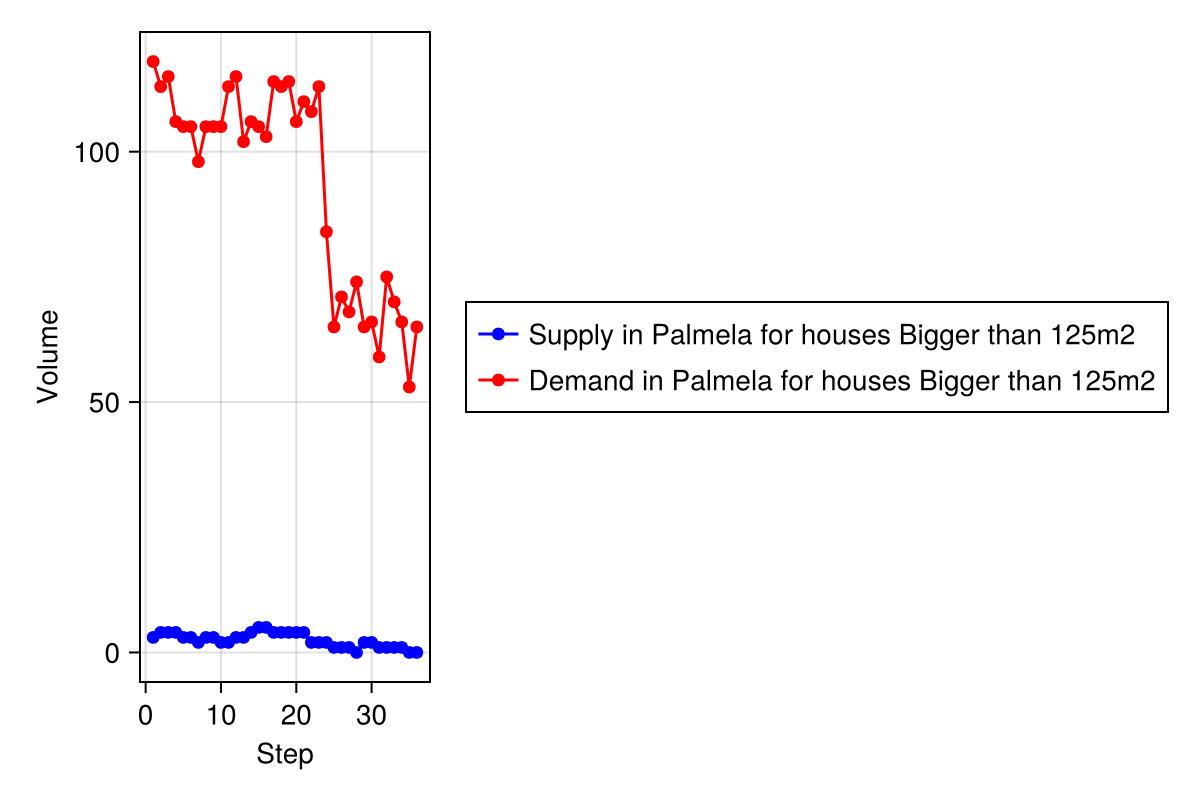 100
50
0
Volume
0 10 20 30
Step
Supply in Palmela for houses Bigger than 125m2
Demand in Palmela for houses Bigger than 125m2